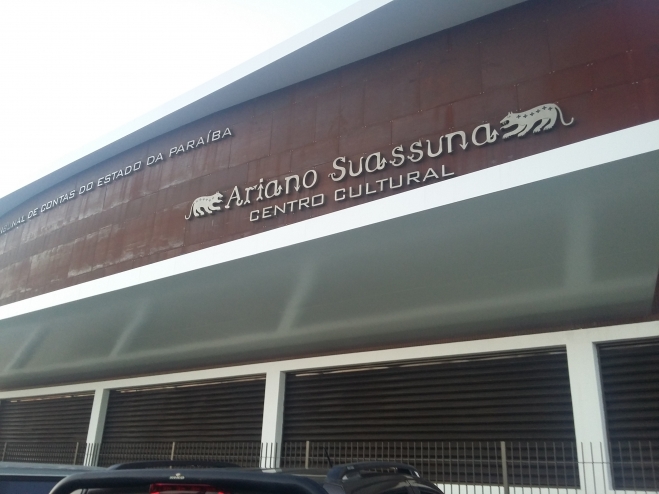 DE CONTAS DO ESTADO DA PARAÍBA
Ariano Suassuna
CENTRO CULTURAL